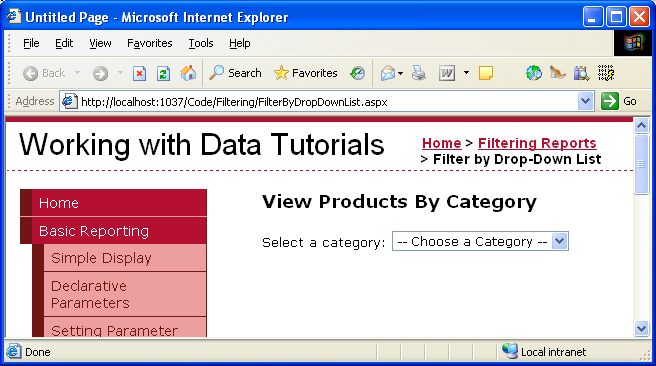 Untitled Page - Microsoft Internet Explorer
File Edit View Favorites Tools Help
Back Search Favorites W
Address http://localhost:1037/Code/Filtering/FilterByDropDownList.aspx Go
Working with Data Tutorials
Home > Filtering Reports
> Filter by Drop-Down List
Home
Basic Reporting
Simple Display
Declarative
Parameters
Setting Parameter
View Products By Category
Select a category: -- Choose a Category --
Done Local intranet